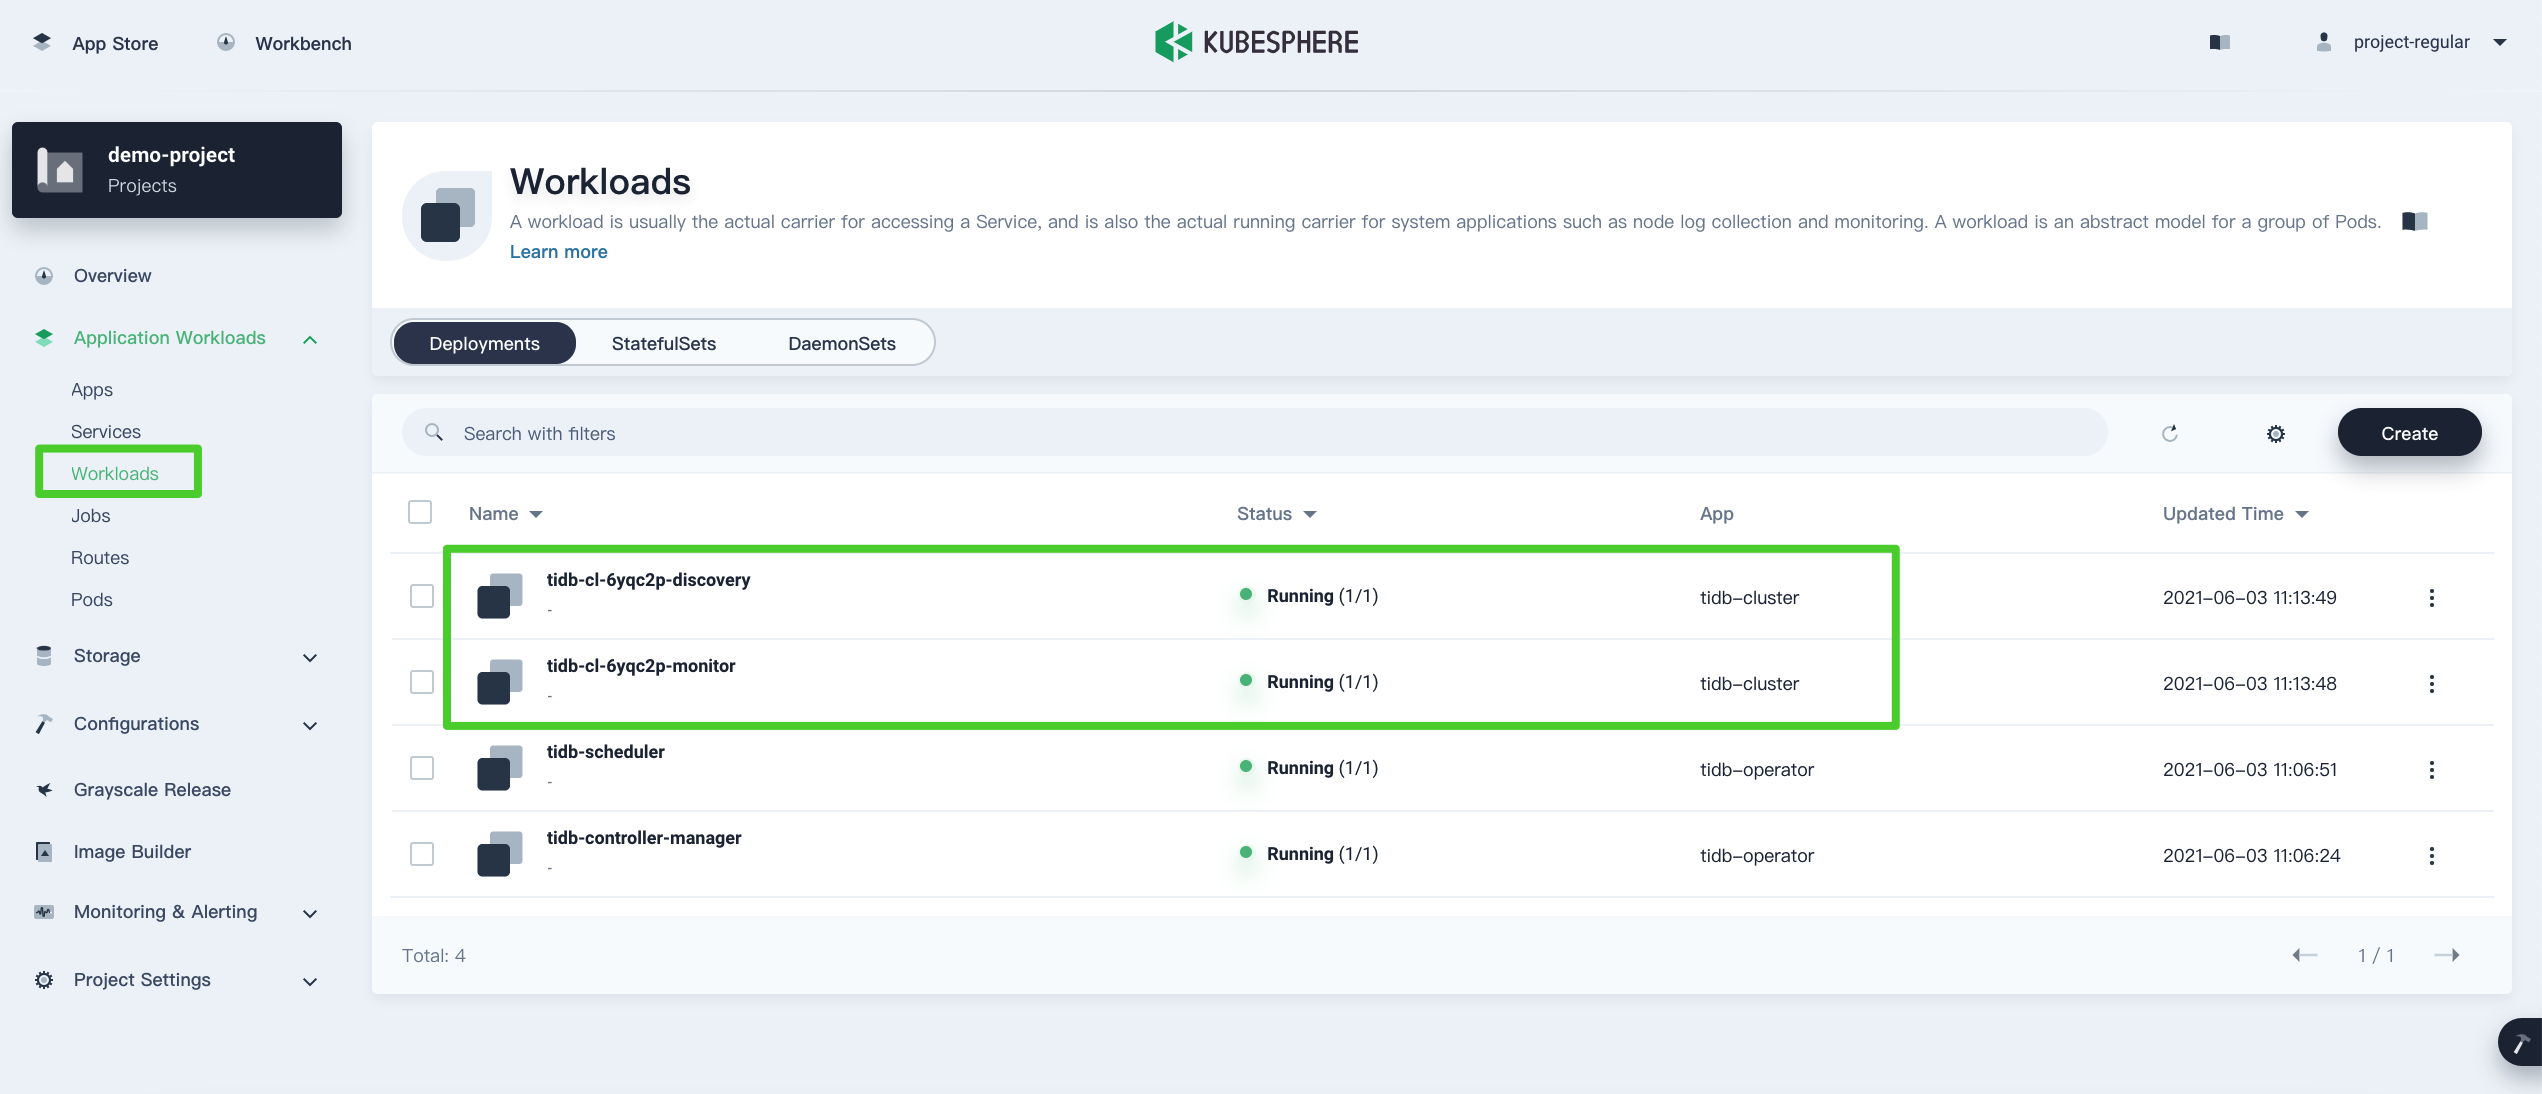 App Store
Workbench
KUBESPHERE
project-regular
demo-project
Projects
Overview
Application Workloads
Apps
Services
Workloads
Jobs
Routes
Pods
Storage
Configurations
Grayscale Release
Image Builder
Monitoring & Alerting
Project Settings
Workloads
A workload is usually the actual carrier for accessing a Service, and is also the actual running carrier for system applications such as node log collection and monitoring. A workload is an abstract model for a group of Pods.
Learn more
Deployments StatefulSets DaemonSets
Search with filters
Create
Name Status App Updated Time
tidb-cl-6yqc2p-discovery
-
Running (1/1) tidb-cluster 2021-06-03 11:13:49
tidb-cl-6yqc2p-monitor
-
Running (1/1) tidb-cluster 2021-06-03 11:13:48
tidb-scheduler
-
Running (1/1) tidb-operator 2021-06-03 11:06:51
tidb-controller-manager
-
Running (1/1) tidb-operator 2021-06-03 11:06:24
Total: 4
1 / 1